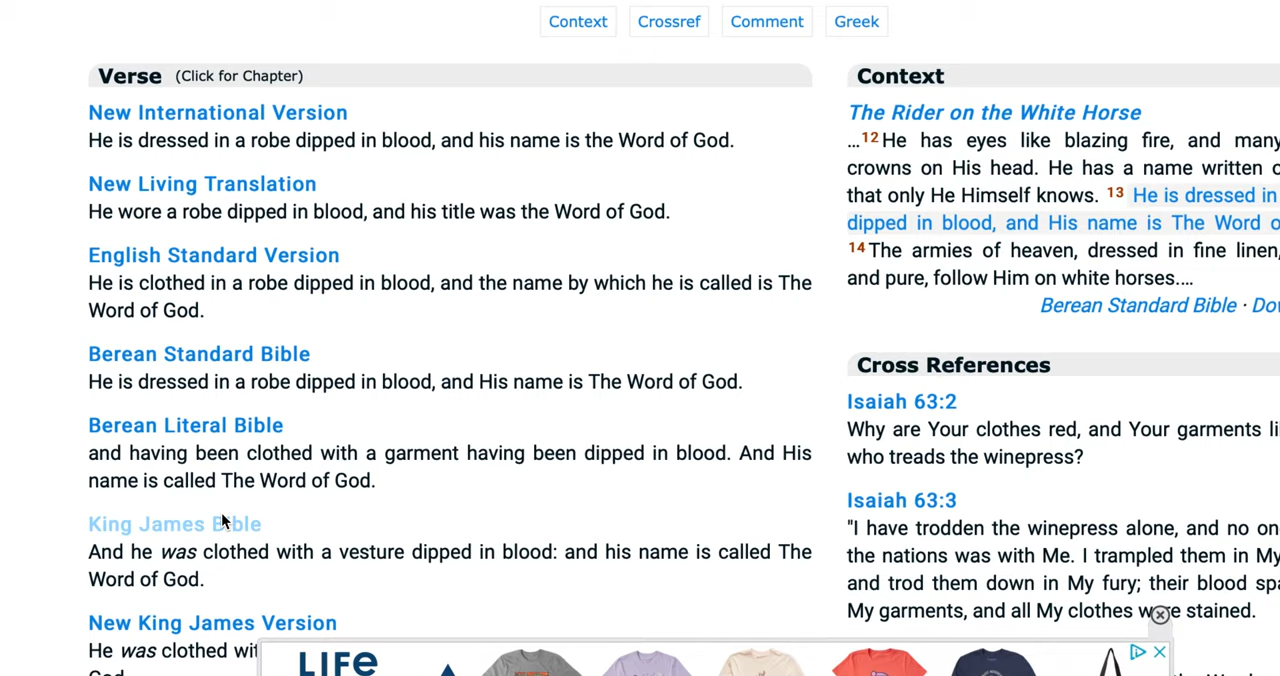 Context Crossref Comment Greek
Verse (Click for Chapter)
New International Version
He is dressed in a robe dipped in blood, and his name is the Word of God.
New Living Translation
He wore a robe dipped in blood, and his title was the Word of God.
English Standard Version
He is clothed in a robe dipped in blood, and the name by which he is called is The
Word of God.
Berean Standard Bible
He is dressed in a robe dipped in blood, and His name is The Word of God.
Berean Literal Bible
and having been clothed with a garment having been dipped in blood. And His
name is called The Word of God.
King James Bible
And he was clothed with a vesture dipped in blood: and his name is called The
Word of God.
New King James Version
He was clothed
LIFe
Context
The Rider on the White Horse
...12 He has eyes like blazing fire, and many
crowns on His head. He has a name written
that only He Himself knows. 13 He is dressed in
dipped in blood, and His name is The Word
14 The armies of heaven, dressed in fine linen,
and pure, follow Him on white horses....
Berean Standard Bible ·
Cross References
Isaiah 63:2
Why are Your clothes red, and Your garments
who treads the winepress?
Isaiah 63:3
"I have trodden the winepress alone, and no
the nations was with Me. I trampled them in My
and trod them down in My fury; their blood
My garments, and all My clothes were stained.